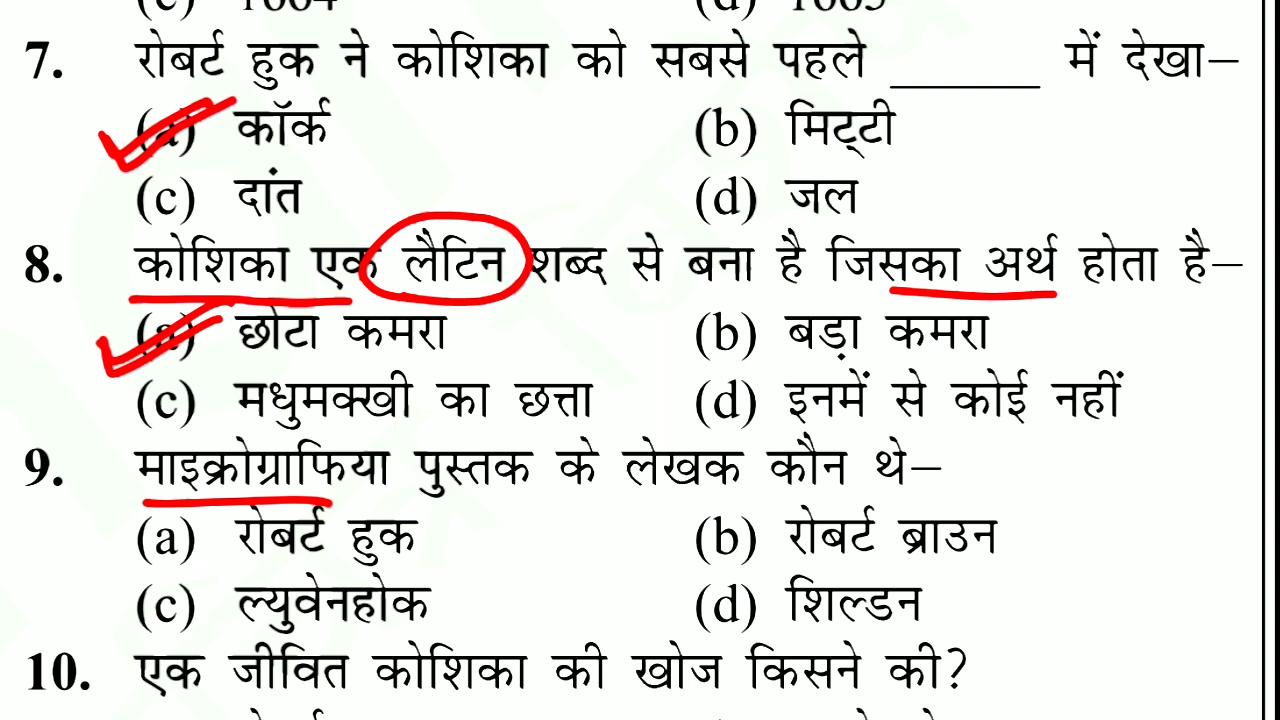 7. रोबर्ट हुक ने कोशिका को सबसे पहले ______ में देखा–
(a) कॉर्क (b) मिट्टी
(c) दांत (d) जल
8. कोशिका एक लैटिन शब्द से बना है जिसका अर्थ होता है–
(a) छोटा कमरा (b) बड़ा कमरा
(c) मधुमक्खी का छत्ता (d) इनमें से कोई नहीं
9. माइक्रोग्राफिया पुस्तक के लेखक कौन थे–
(a) रोबर्ट हुक (b) रोबर्ट ब्राउन
(c) ल्युवेनहोक (d) शिल्डन
10. एक जीवित कोशिका की खोज किसने की?